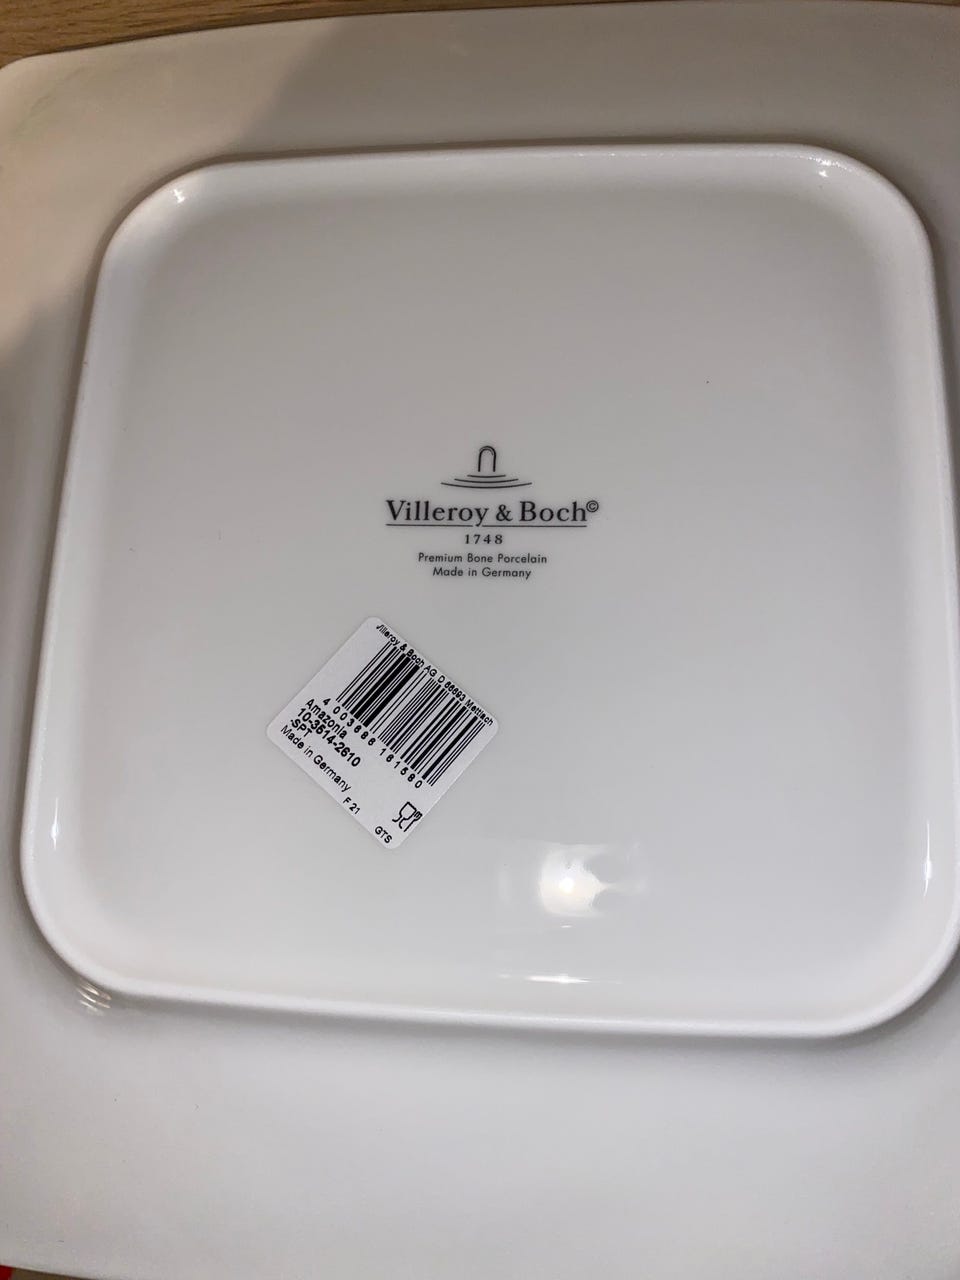 Villeroy & Boch©
1748
Premium Bone Porcelain
Made in Germany
Villeroy & Boch AG, D 66693 Mettlach
4 003686 161580
Amazonia
10-3514-2610
-SPT
Made in Germany
F 21
GTS